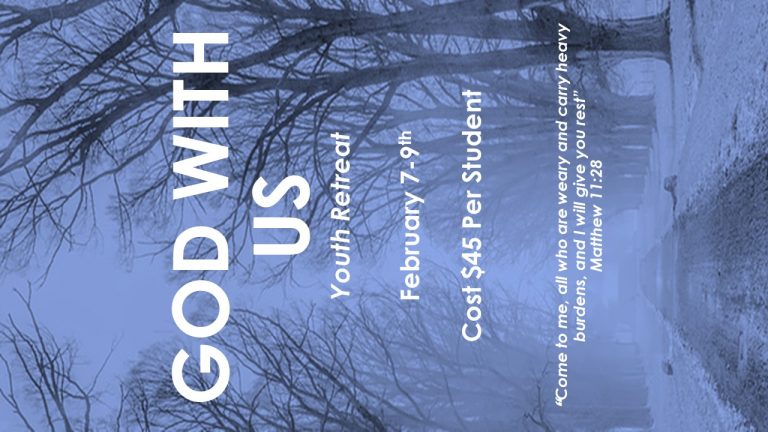 GOD WITH
US
Youth Retreat
February 7-9th
Cost $45 Per Student
“Come to me, all who are weary and carry heavy
burdens, and I will give you rest”
Matthew 11:28